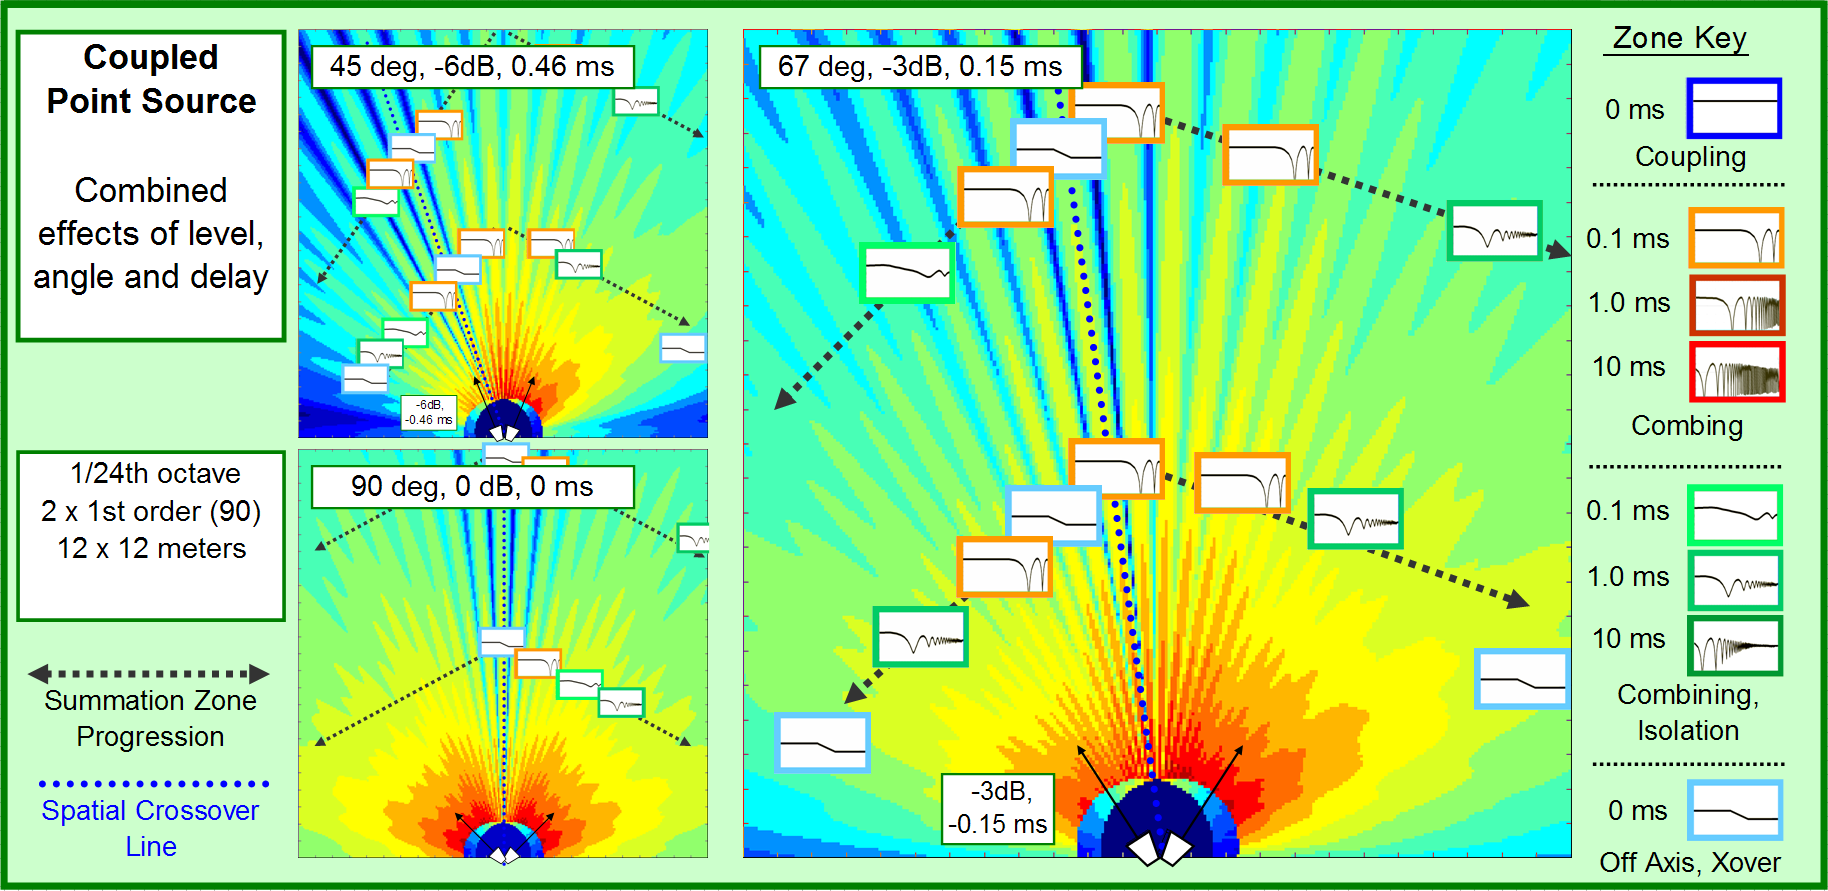 Coupled
Point Source
Combined
effects of level,
angle and delay
1/24th octave
2 x 1st order (90)
12 x 12 meters
Summation Zone
Progression
Spatial Crossover
Line
45 deg, -6dB, 0.46 ms
-6dB,
-0.46 ms
90 deg, 0 dB, 0 ms
67 deg, -3dB, 0.15 ms
-3dB,
-0.15 ms
Zone Key
0 ms
Coupling
0.1 ms
1.0 ms
10 ms
Combing
0.1 ms
1.0 ms
10 ms
Combining,
Isolation
0 ms
Off Axis, Xover